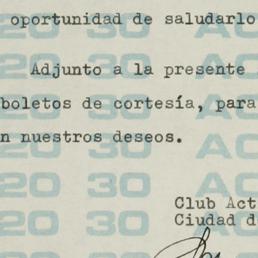 oportunidad de saludarlo
Adjunto a la presente
boletos de cortesía, para
n nuestros deseos.
Club Act
Ciudad d